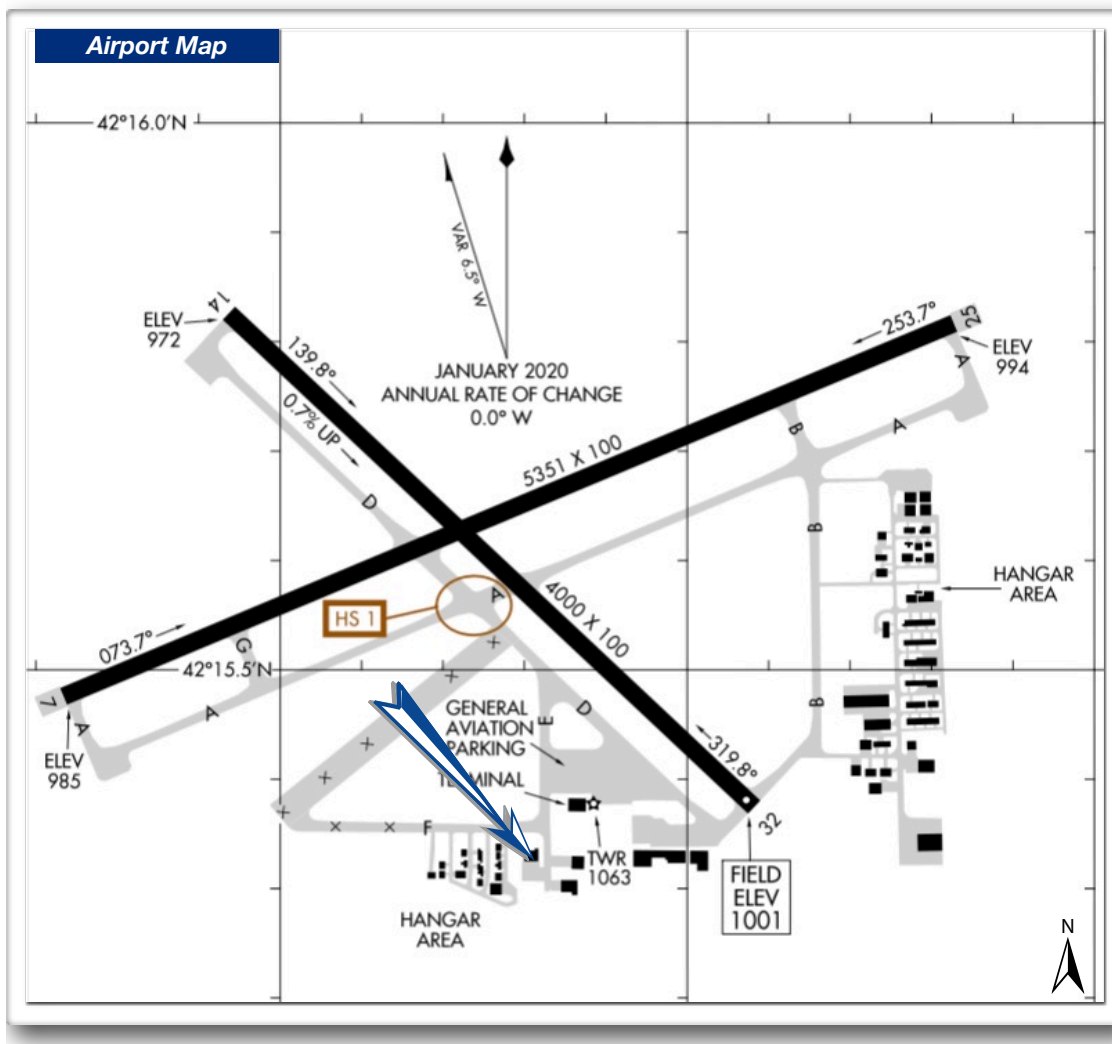 Airport Map
42°16.0'N
VAR 6.5° W
14
ELEV
972
139.8°
0.7% UP
JANUARY 2020
ANNUAL RATE OF CHANGE
0.0° W
253.7°
25
A
ELEV
994
5351 X 100
B
A
D
B
HS 1
A
4000 X 100
HANGAR
AREA
073.7°
G
42°15.5'N
7
A
A
ELEV
985
GENERAL
AVIATION
PARKING
E
D
B
319.8°
TERMINAL
32
F
TWR
1063
FIELD
ELEV
1001
HANGAR
AREA
N